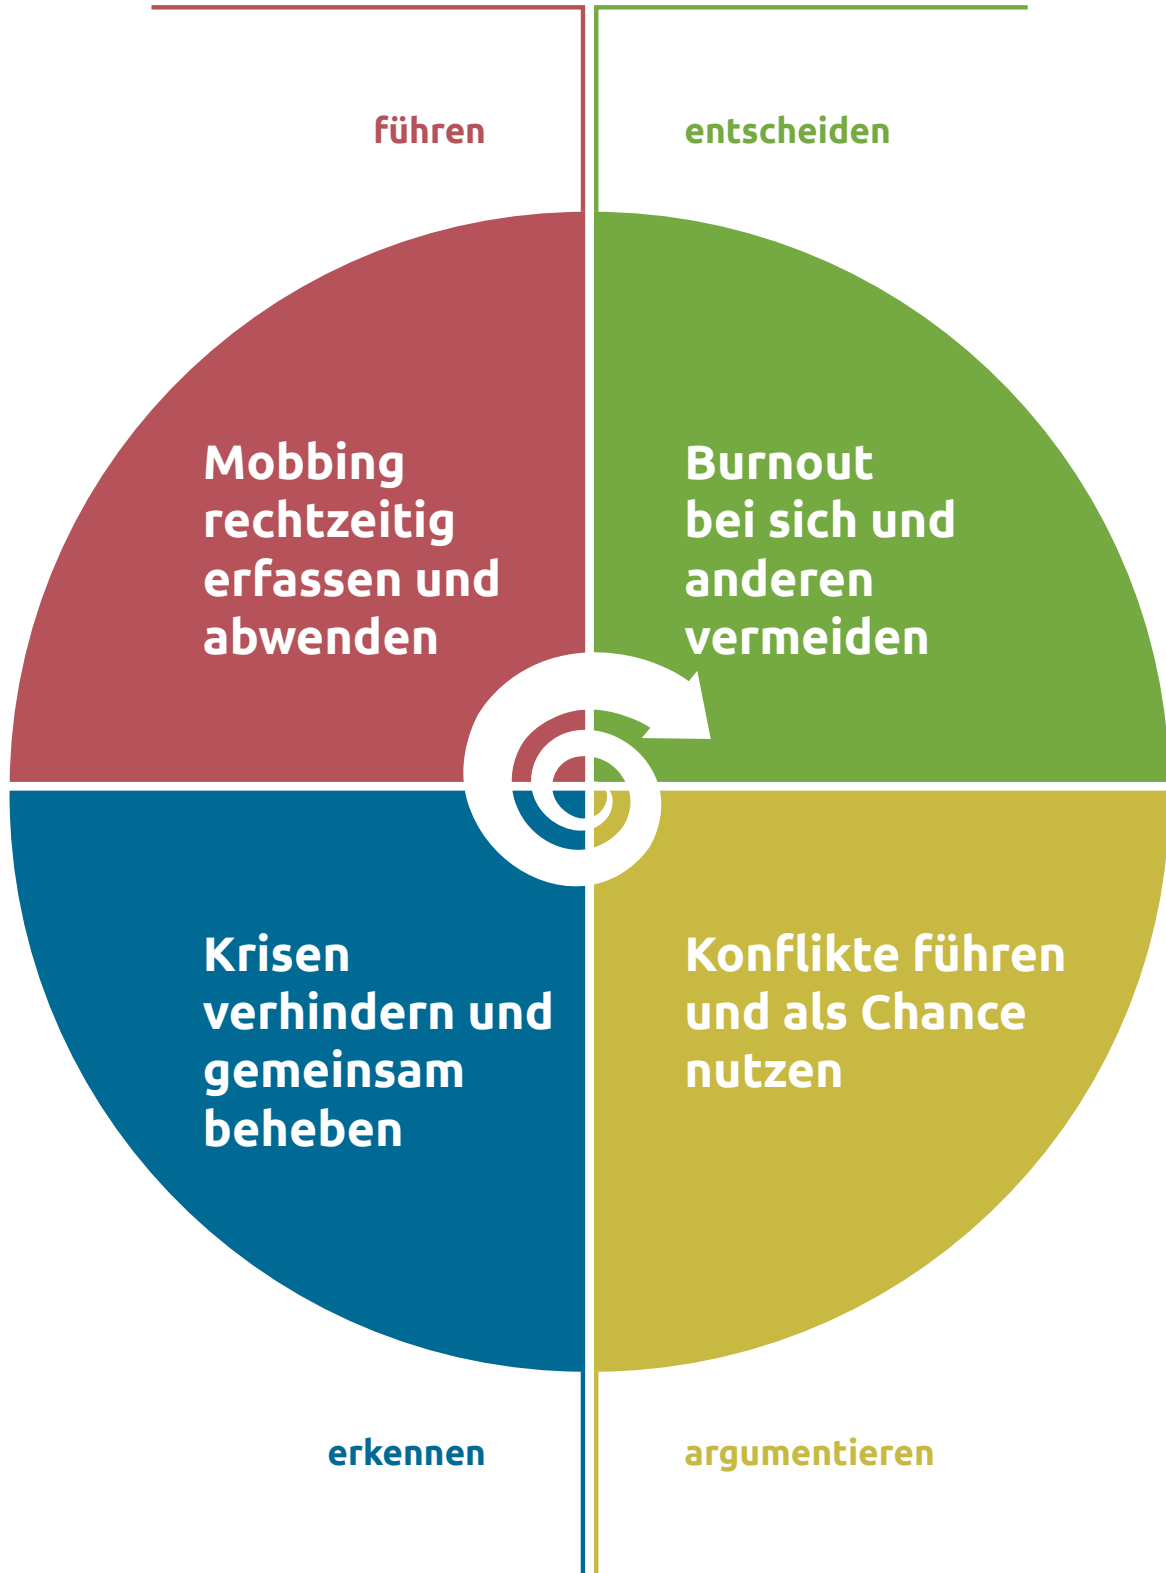 führen
entscheiden
Mobbing
rechtzeitig
erfassen und
abwenden
Burnout
bei sich und
anderen
vermeiden
Krisen
verhindern und
gemeinsam
beheben
Konflikte führen
und als Chance
nutzen
erkennen
argumentieren